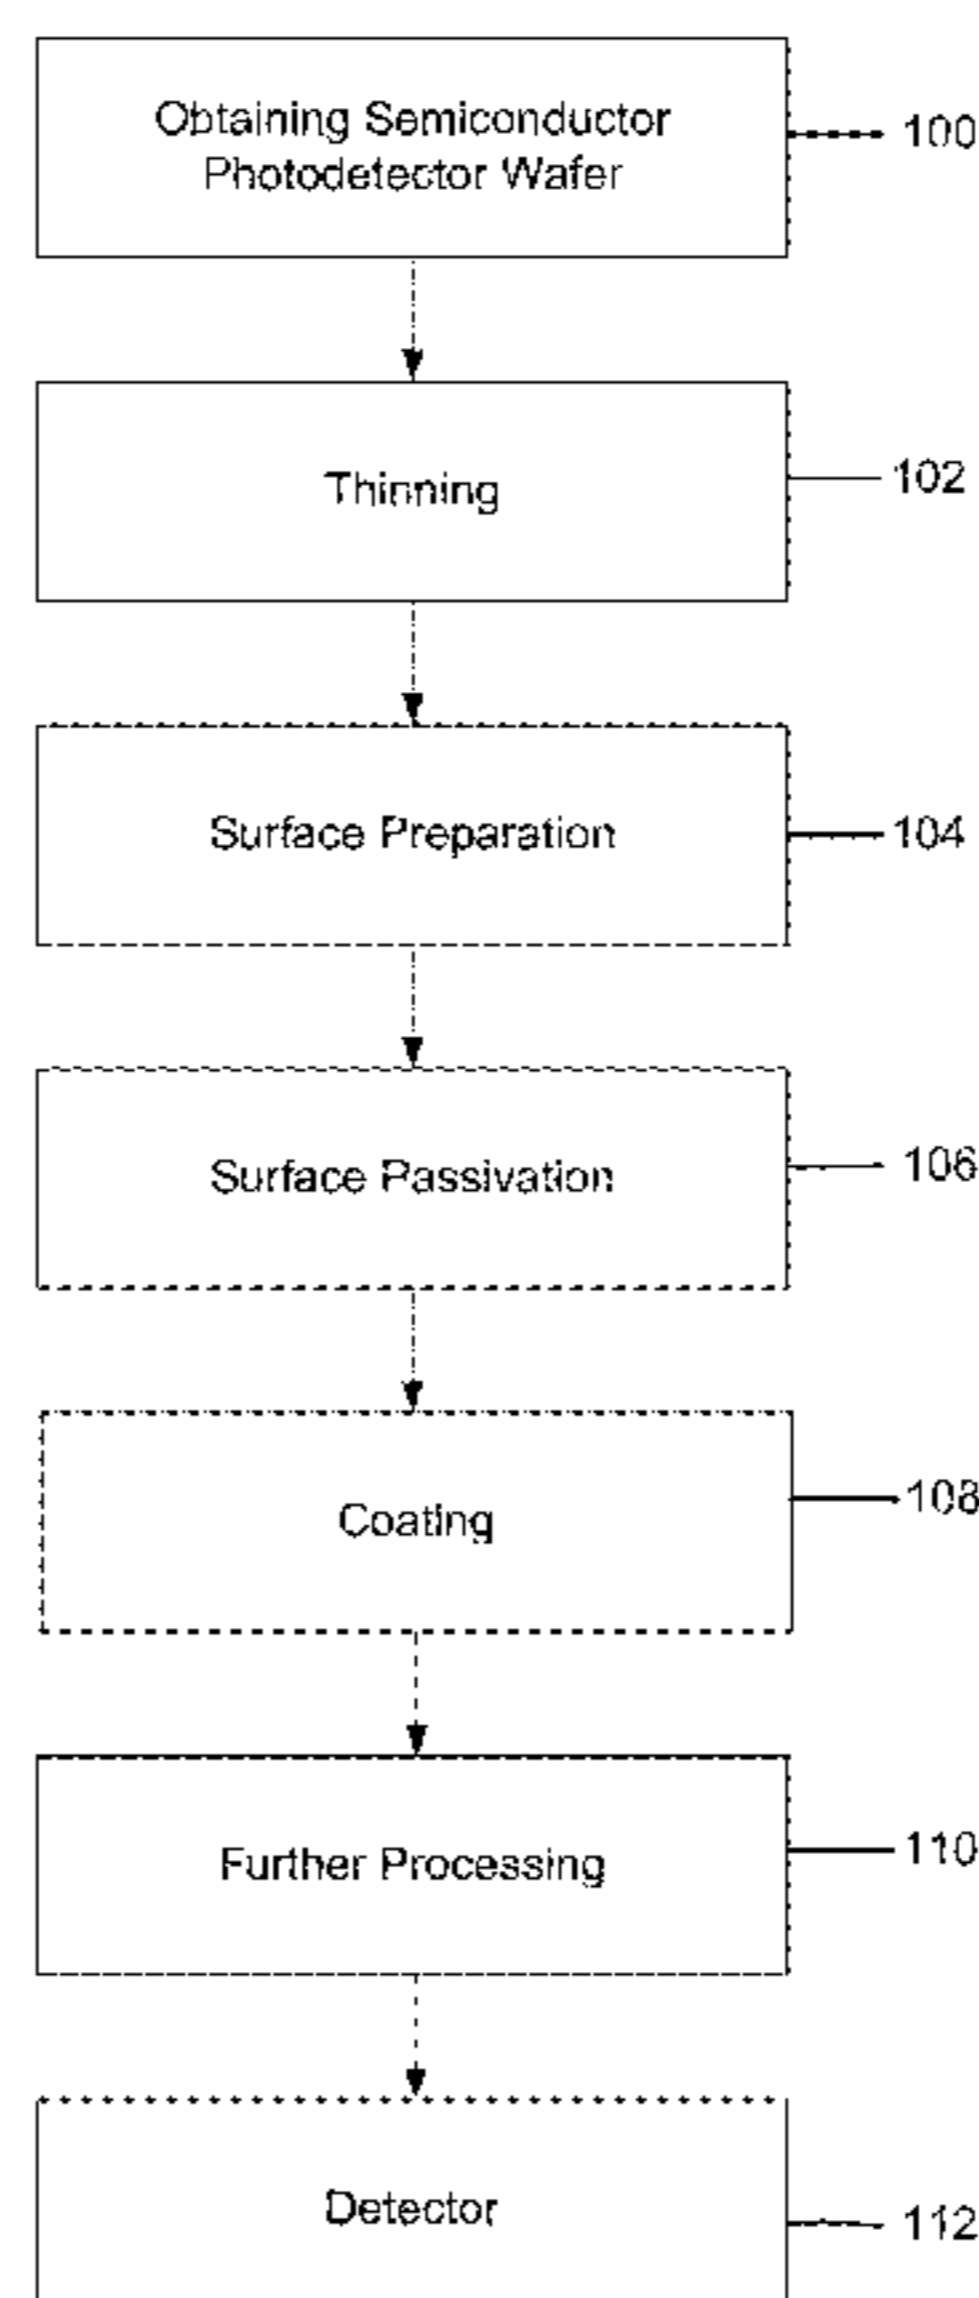 Obtaining Semiconductor
Photodetector Wafer
100
Thinning
102
Surface Preparation
104
Surface Passivation
106
Coating
108
Further Processing
110
Detector
112